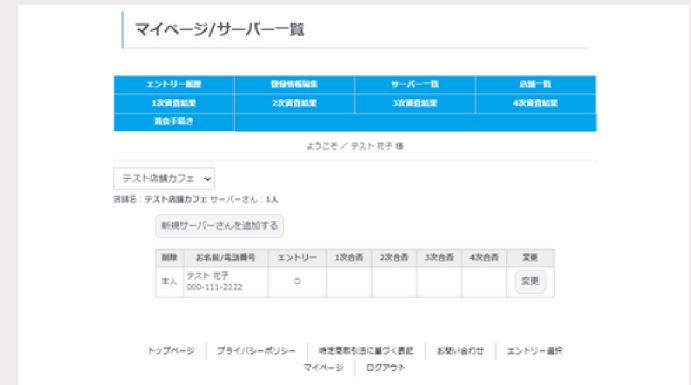 マイページ/サーバー一覧
エントリー履歴 登録情報編集 サーバー一覧 店舗一覧
1次審査結果 2次審査結果 3次審査結果 4次審査結果
退会手続き
ようこそ／ テスト 花子 様
テスト店舗カフェ
店舗名 : テスト店舗カフェ サーバーさん : 1人
新規サーバーさんを追加する
削除 お名前/電話番号 エントリー 1次合否 2次合否 3次合否 4次合否 変更
本人 テスト 花子 ○ 変更
000-111-2222
トップページ プライバシーポリシー 特定商取引法に基づく表記 お問い合わせ エントリー選択
マイページ ログアウト